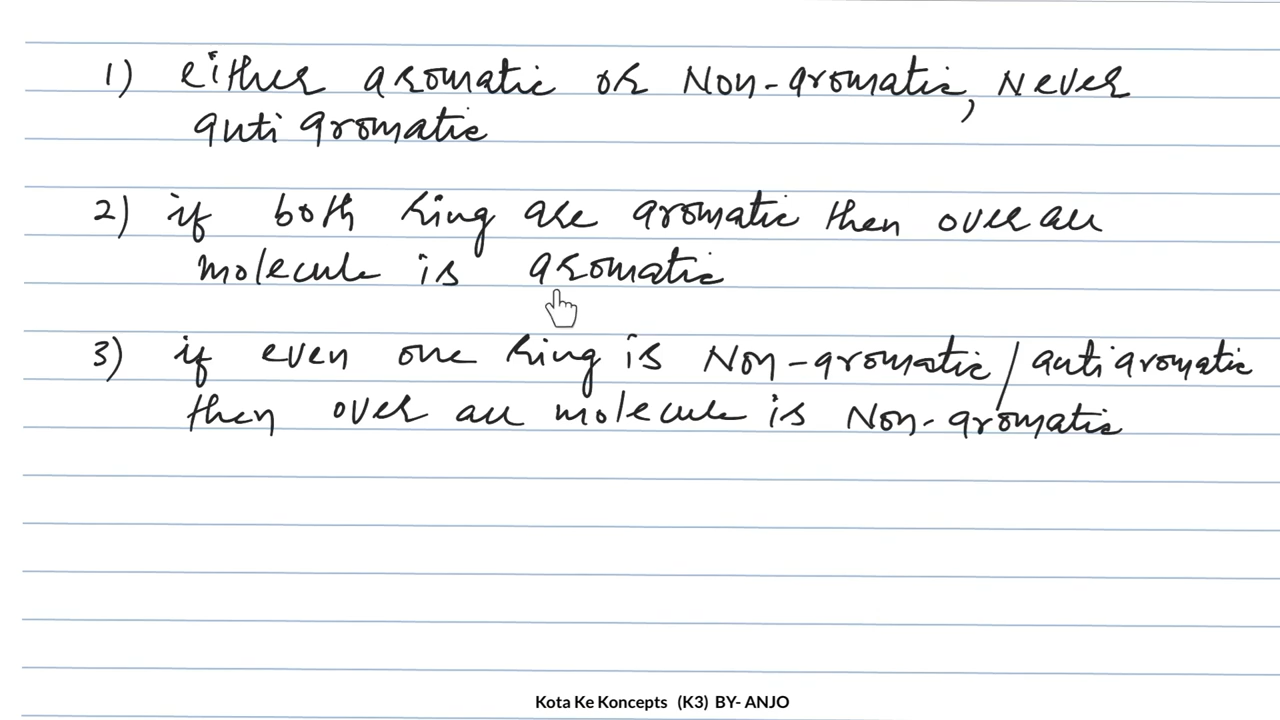 1) either aromatic or Non-aromatic, Never
anti aromatic
2) if both ring are aromatic then over all
molecule is aromatic
3) if even one ring is Non-aromatic / anti aromatic
then over all molecule is Non-aromatic
Kota Ke Koncepts (K3) BY- ANJO